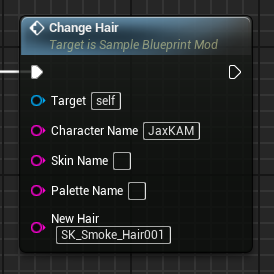 Change Hair
Target is Sample Blueprint Mod
Target self
Character Name JaxKAM
Skin Name
Palette Name
New Hair
SK_Smoke_Hair001